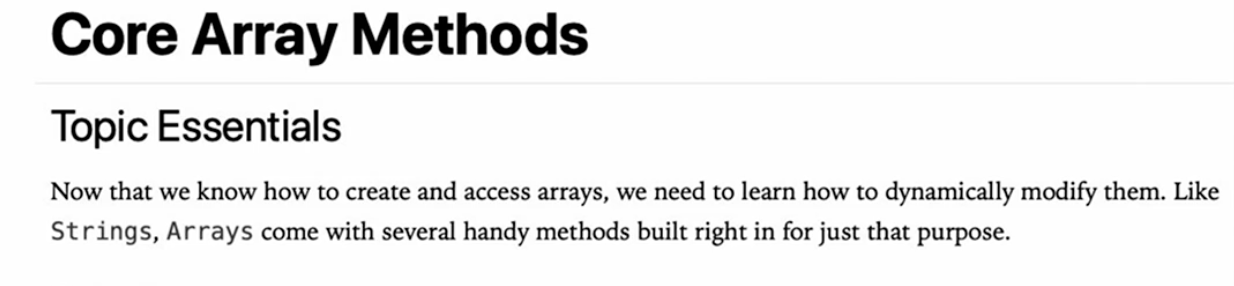 Core Array Methods
Topic Essentials
Now that we know how to create and access arrays, we need to learn how to dynamically modify them. Like
Strings, Arrays come with several handy methods built right in for just that purpose.